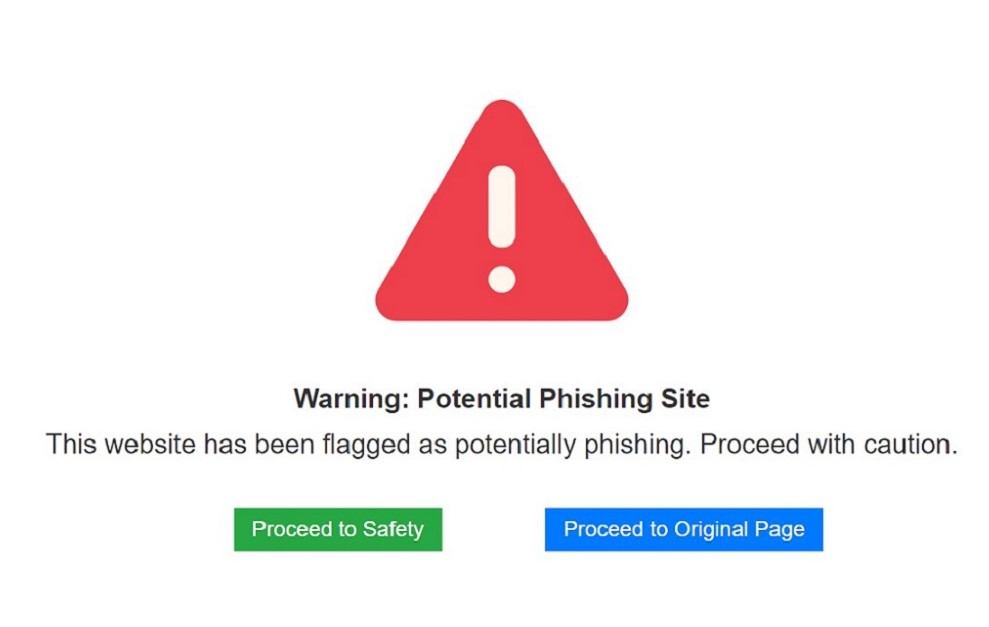 Warning: Potential Phishing Site
This website has been flagged as potentially phishing. Proceed with caution.
Proceed to Safety
Proceed to Original Page